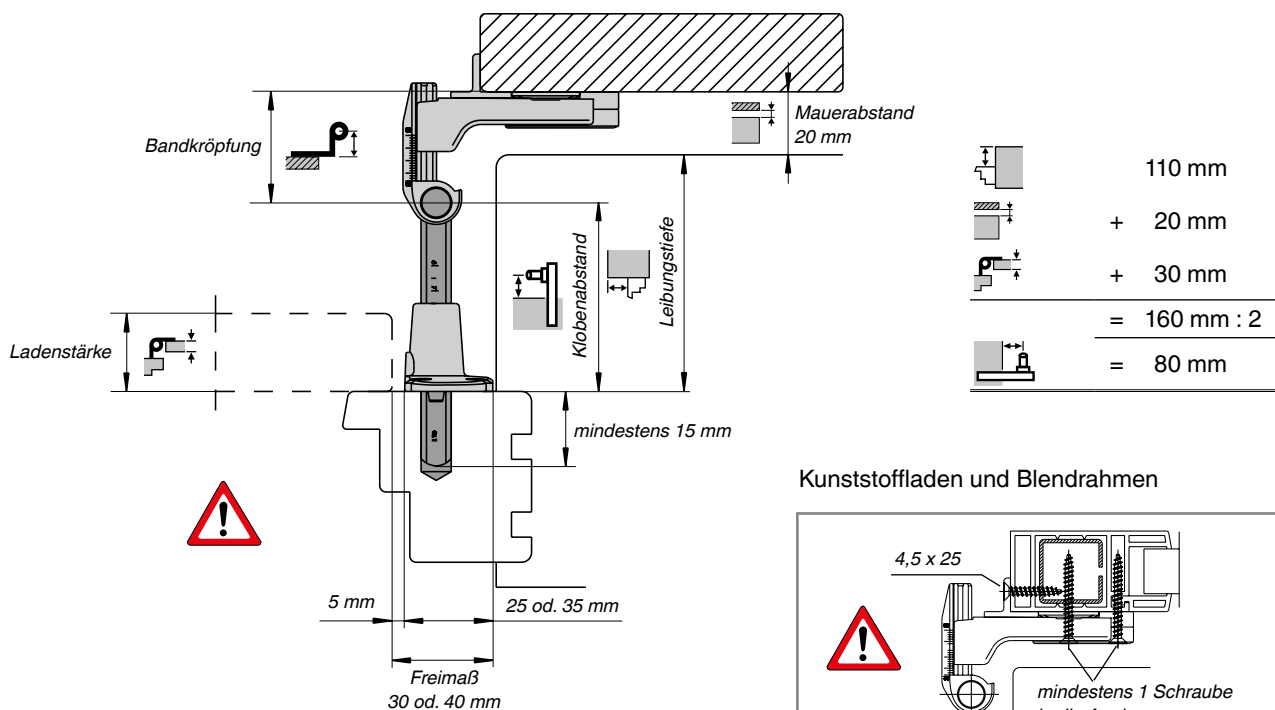 Bandkröpfung
Mauerabstand
20 mm
Klobenabstand
Leibungstiefe
Ladenstärke
mindestens 15 mm
5 mm
25 od. 35 mm
Freimaß
30 od. 40 mm
110 mm
+ 20 mm
+ 30 mm
= 160 mm : 2
= 80 mm
Kunststoffladen und Blendrahmen
4,5 x 25
mindestens 1 Schraube